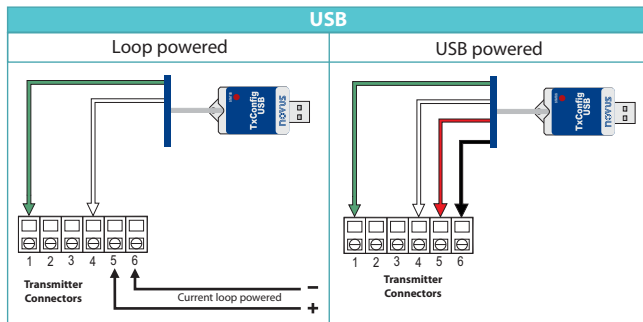 USB
Loop powered
USB powered
TxConfig
USB
novus
TxConfig
USB
novus
1 2 3 4 5 6
1 2 3 4 5 6
Transmitter
Connectors
Transmitter
Connectors
Current loop powered
−
+